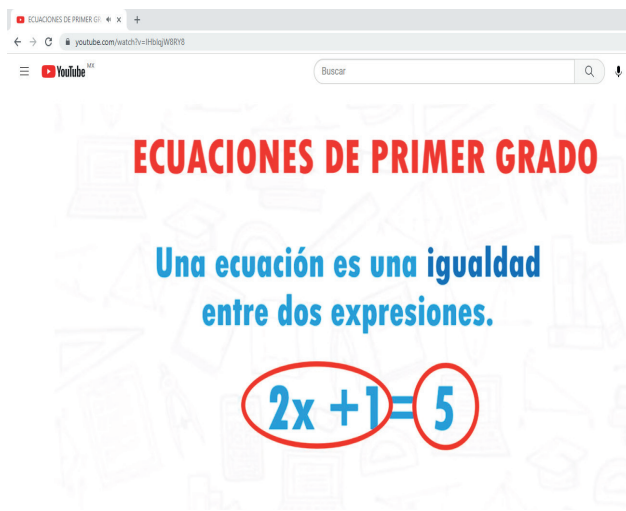 ECUACIONES DE PRIMER GR
youtube.com/watch?v=IHblqjW8RY8
YouTube MX
Buscar
ECUACIONES DE PRIMER GRADO
Una ecuación es una igualdad
entre dos expresiones.
2x +1= 5